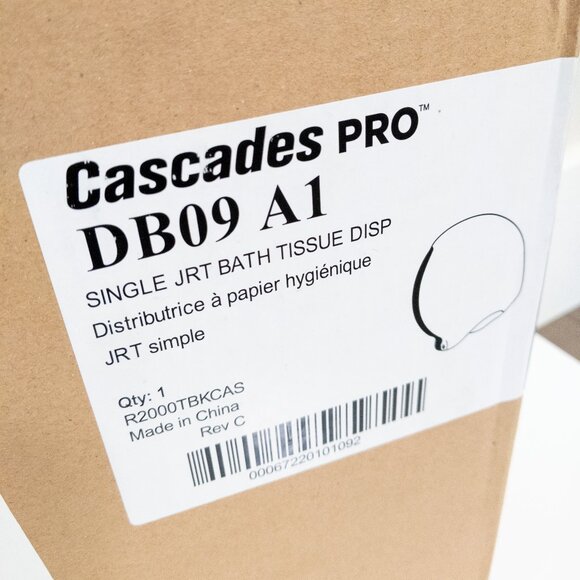 Cascades PRO™
DB09 A1
SINGLE JRT BATH TISSUE DISP
Distributrice à papier hygiénique
JRT simple
Qty: 1
R2000TBKCAS
Made in China
Rev C
00067220101092